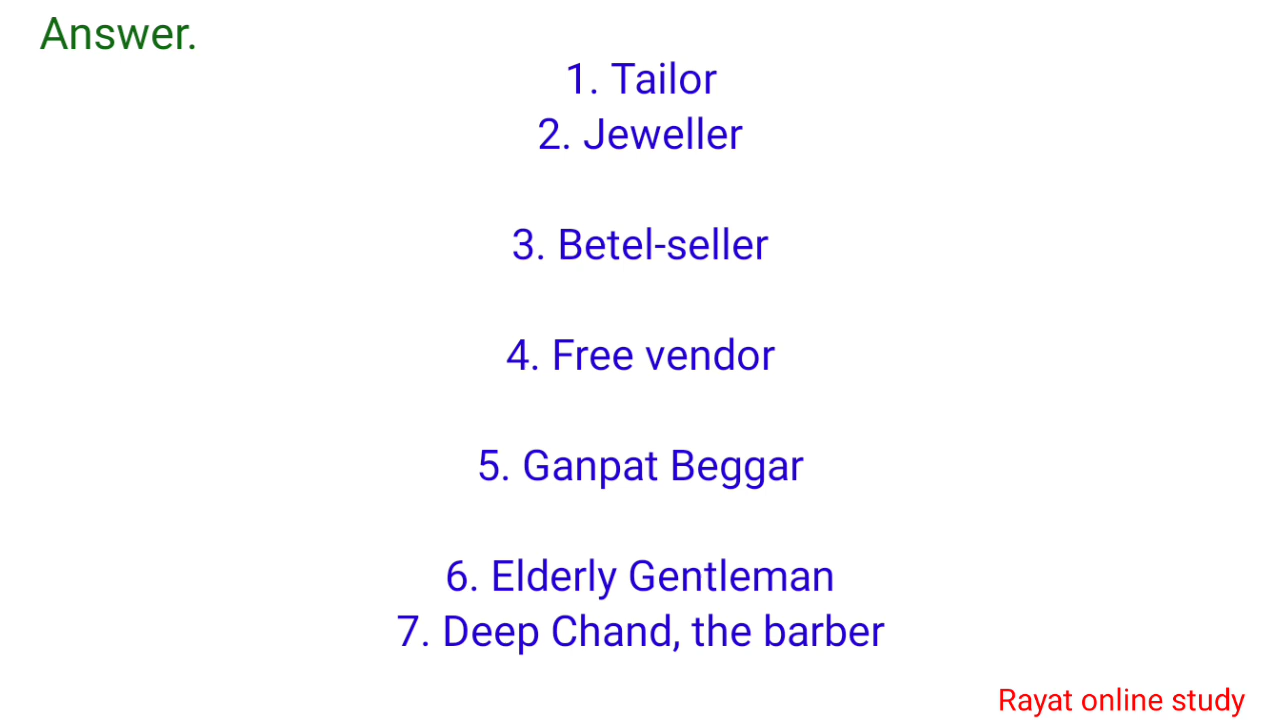 Answer.
1. Tailor
2. Jeweller
3. Betel-seller
4. Free vendor
5. Ganpat Beggar
6. Elderly Gentleman
7. Deep Chand, the barber
Rayat online study